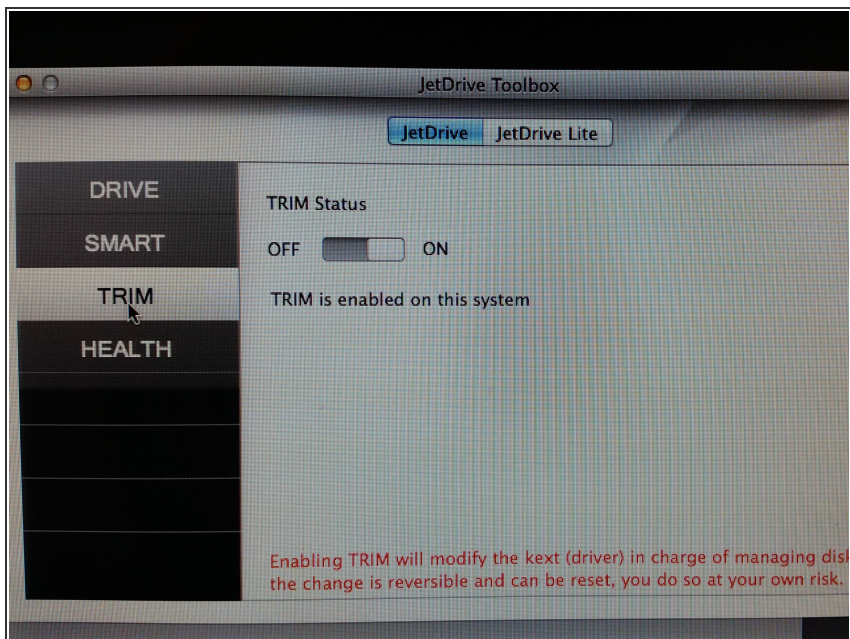 JetDrive Toolbox
JetDrive JetDrive Lite
DRIVE
SMART
TRIM
HEALTH
TRIM Status
OFF ON
TRIM is enabled on this system
Enabling TRIM will modify the kext (driver) in charge of managing disk
the change is reversible and can be reset, you do so at your own risk.